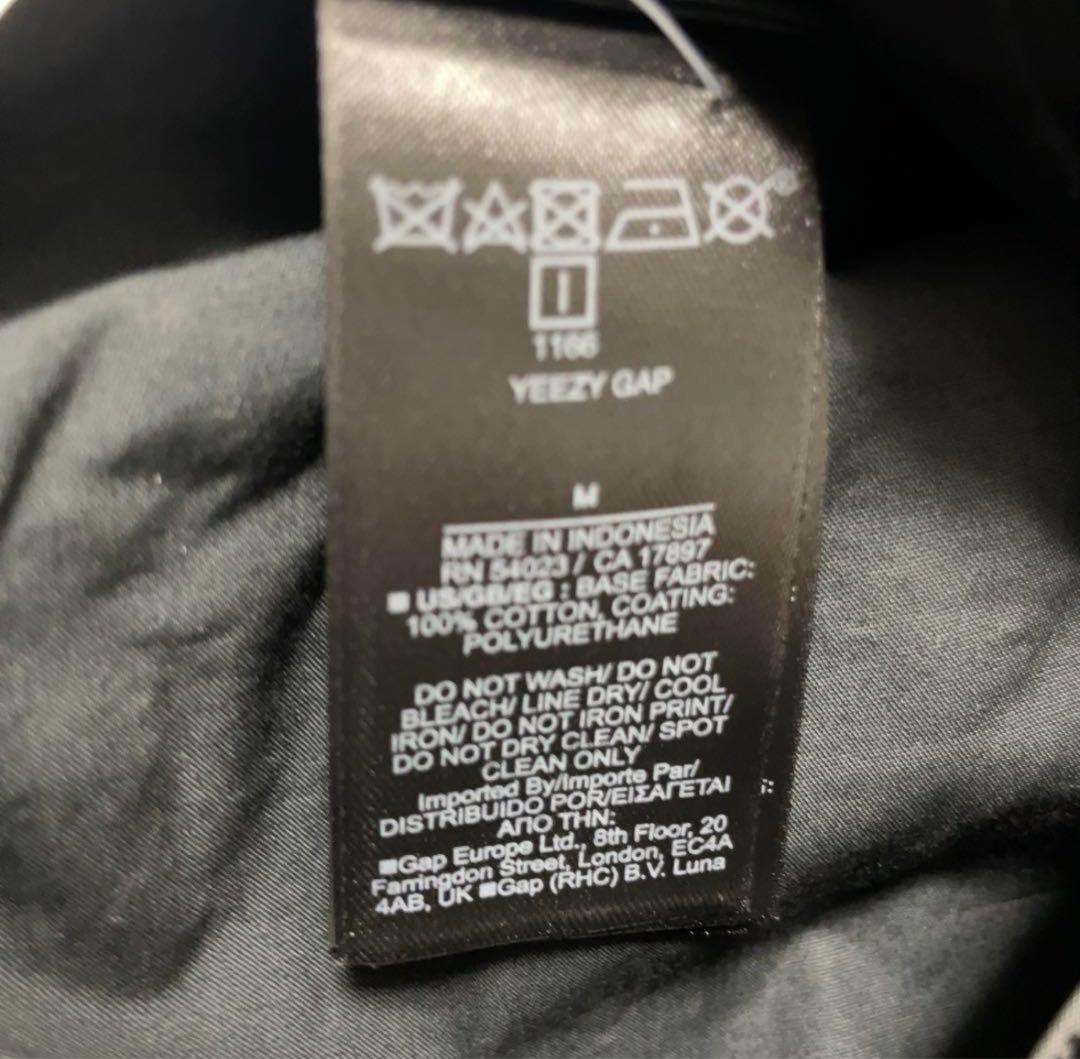 1166
YEEZY GAP
M
MADE IN INDONESIA
RN 54023 / CA 17897
US/GB/EG : BASE FABRIC:
100% COTTON, COATING:
POLYURETHANE
DO NOT WASH/ DO NOT
BLEACH/ LINE DRY/ COOL
IRON/ DO NOT IRON PRINT/
DO NOT DRY CLEAN/ SPOT
CLEAN ONLY
Imported By/Importe Par/
DISTRIBUIDO POR/ΕΙΣΑΓΕΤΑΙ
ΑΠΟ ΤΗΝ:
■Gap Europe Ltd., 8th Floor, 20
Farringdon Street, London, EC4A
4AB, UK ■Gap (RHC) B.V. Luna